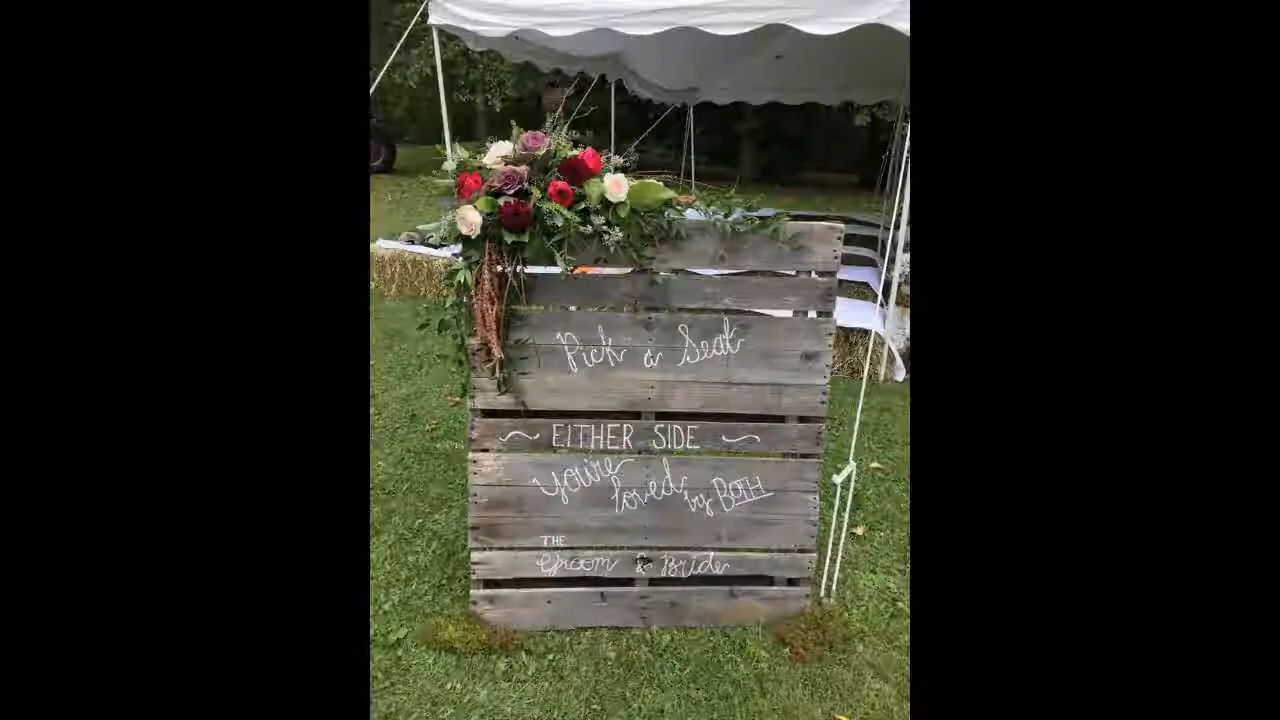 Pick a Seat
~ EITHER SIDE ~
you're loved by BOTH
THE
Groom & Bride